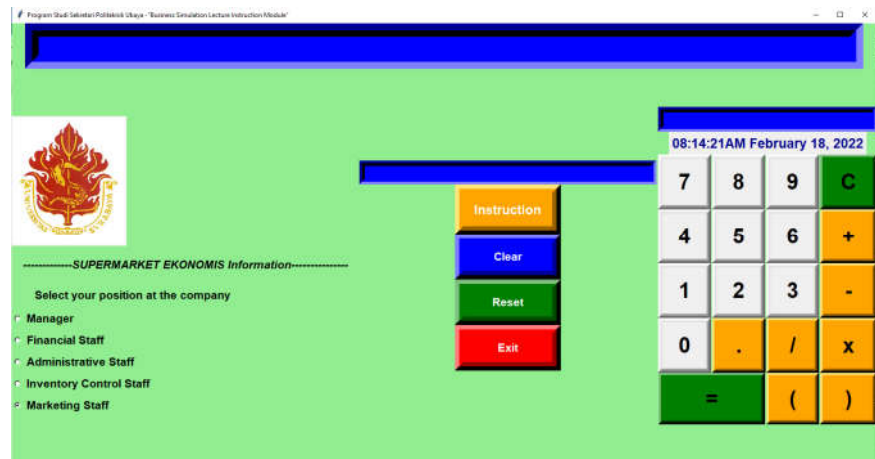 Program Studi Sekretari Politeknik Ubaya - "Business Simulation Lecture Instruction Module"
08:14:21AM February 18, 2022
7 8 9 C
4 5 6 +
1 2 3 -
0 . / x
= ( )
Instruction
Clear
Reset
Exit
UNIVERSITAS SURABAYA
------------SUPERMARKET EKONOMIS Information--------------
Select your position at the company
Manager
Financial Staff
Administrative Staff
Inventory Control Staff
Marketing Staff